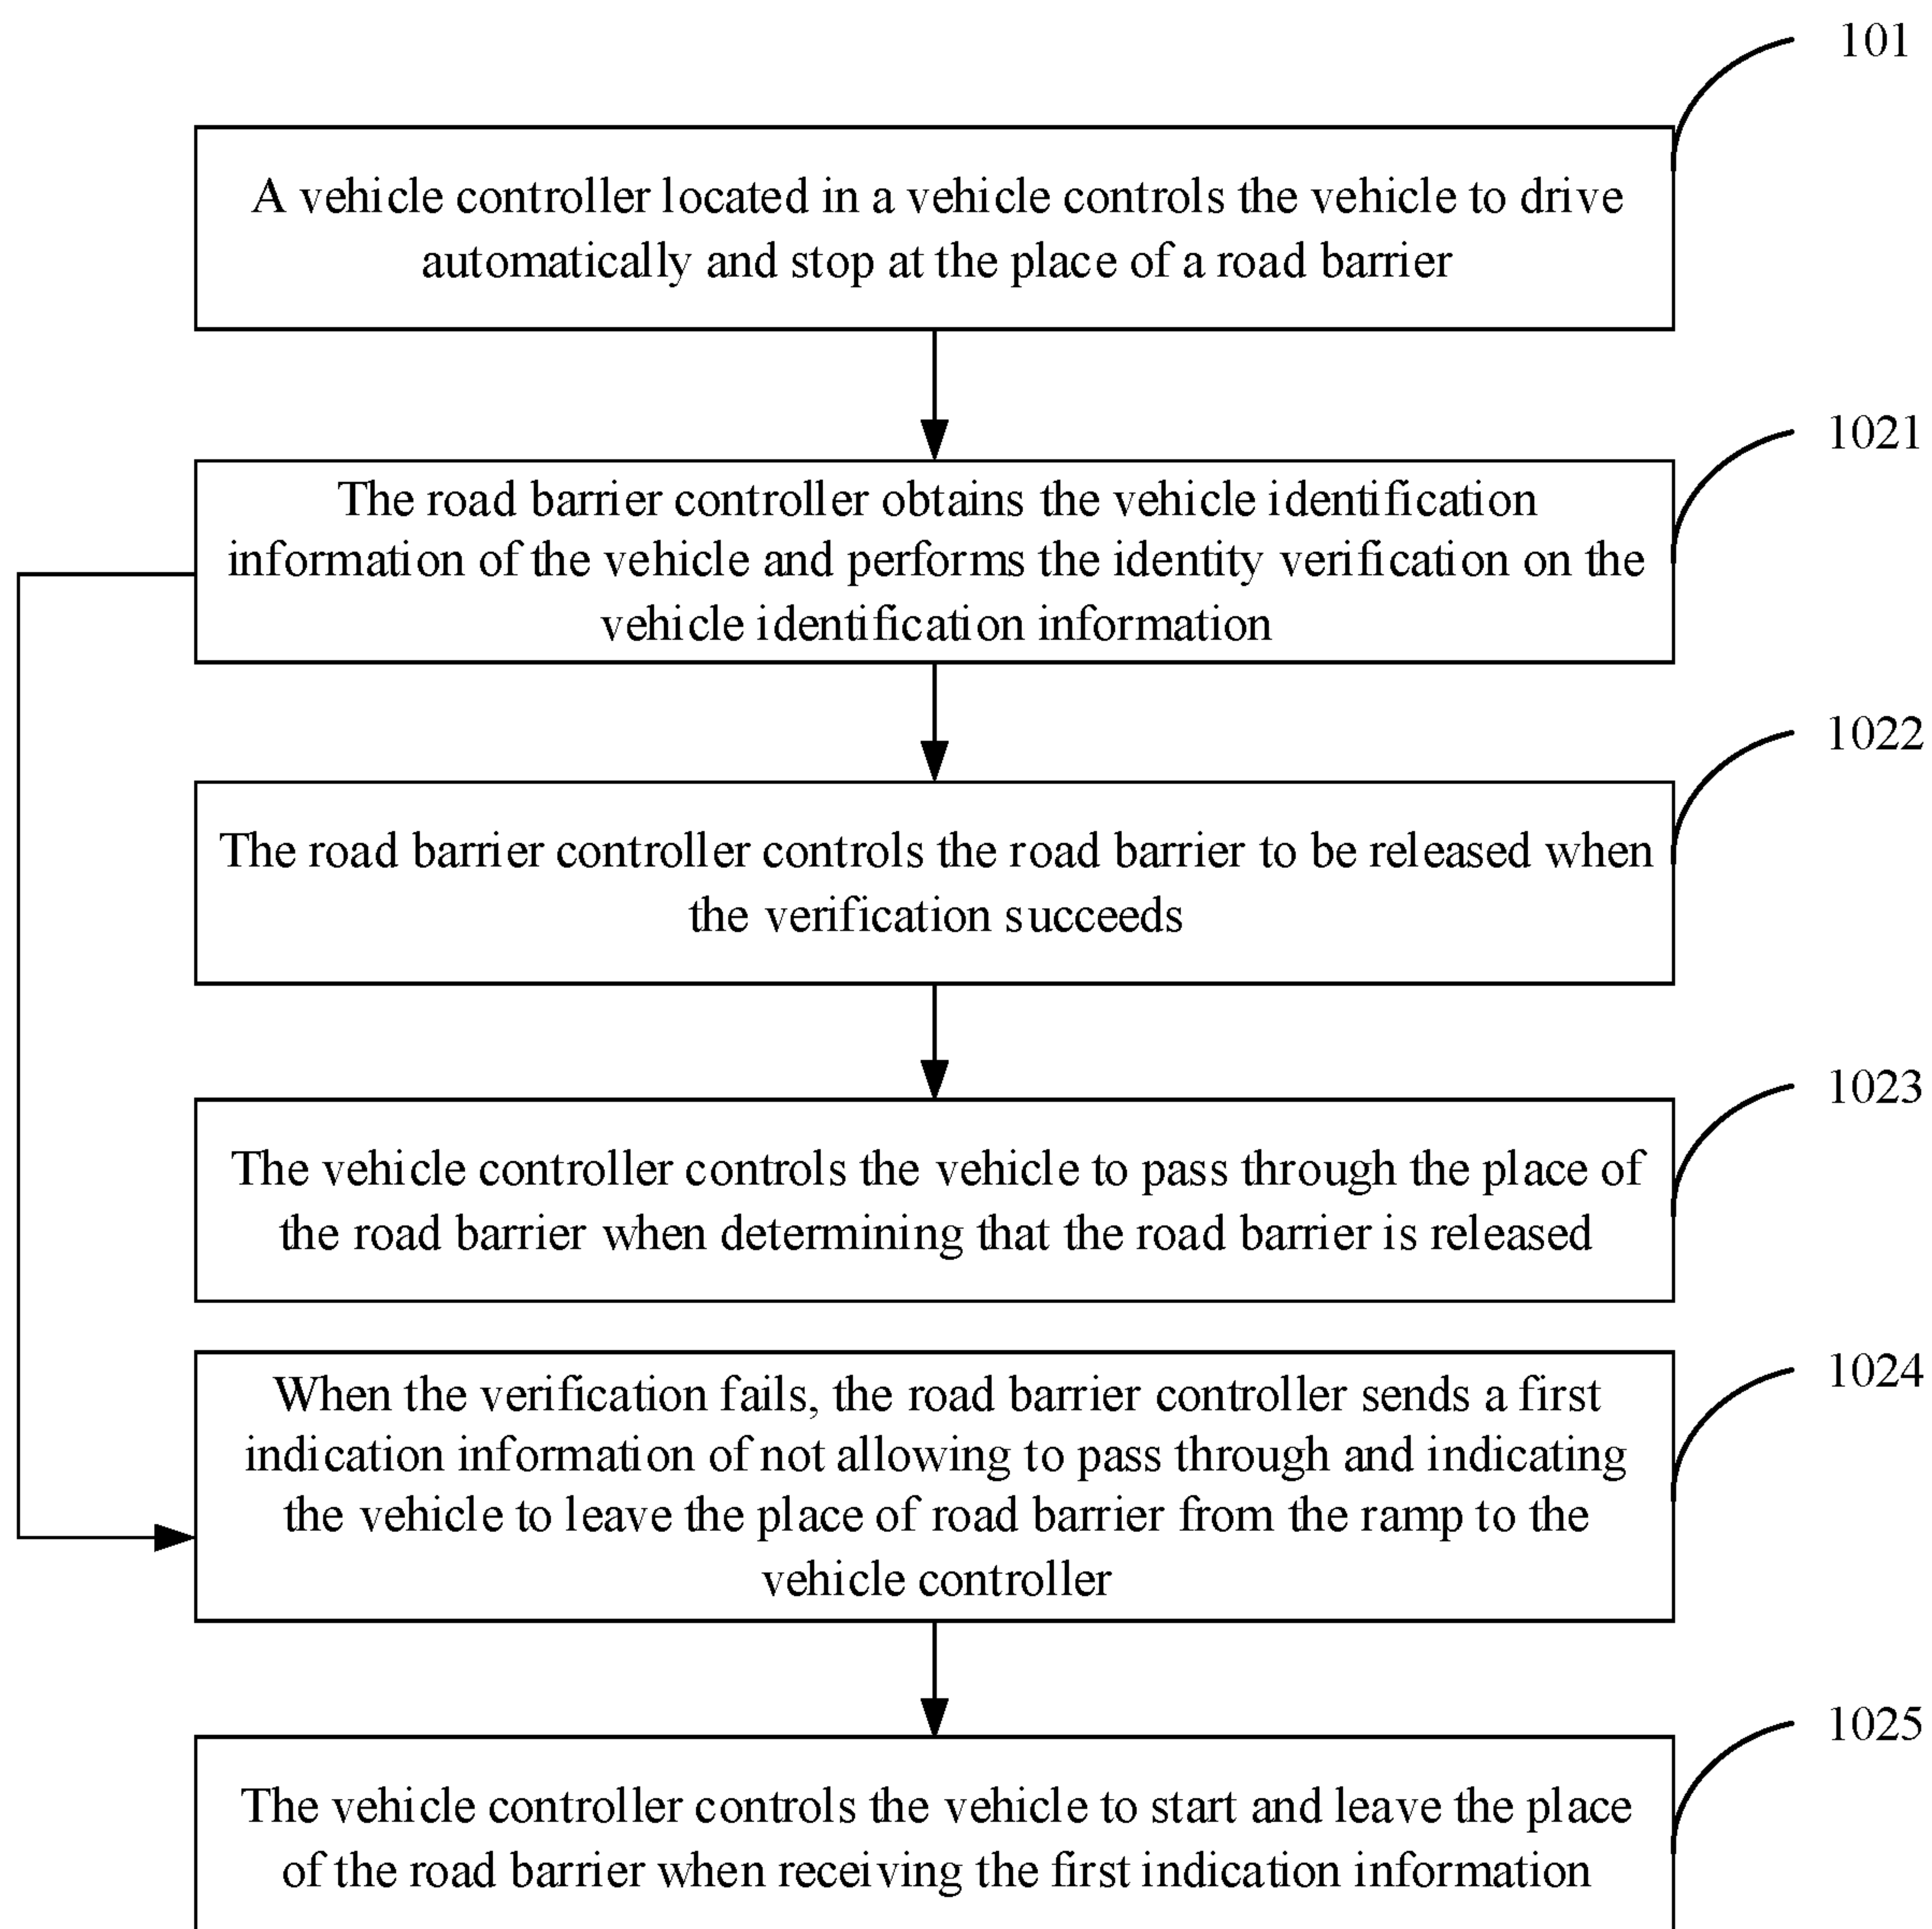 101
A vehicle controller located in a vehicle controls the vehicle to drive
automatically and stop at the place of a road barrier
1021
The road barrier controller obtains the vehicle identification
information of the vehicle and performs the identity verification on the
vehicle identification information
1022
The road barrier controller controls the road barrier to be released when
the verification succeeds
1023
The vehicle controller controls the vehicle to pass through the place of
the road barrier when determining that the road barrier is released
1024
When the verification fails, the road barrier controller sends a first
indication information of not allowing to pass through and indicating
the vehicle to leave the place of road barrier from the ramp to the
vehicle controller
1025
The vehicle controller controls the vehicle to start and leave the place
of the road barrier when receiving the first indication information